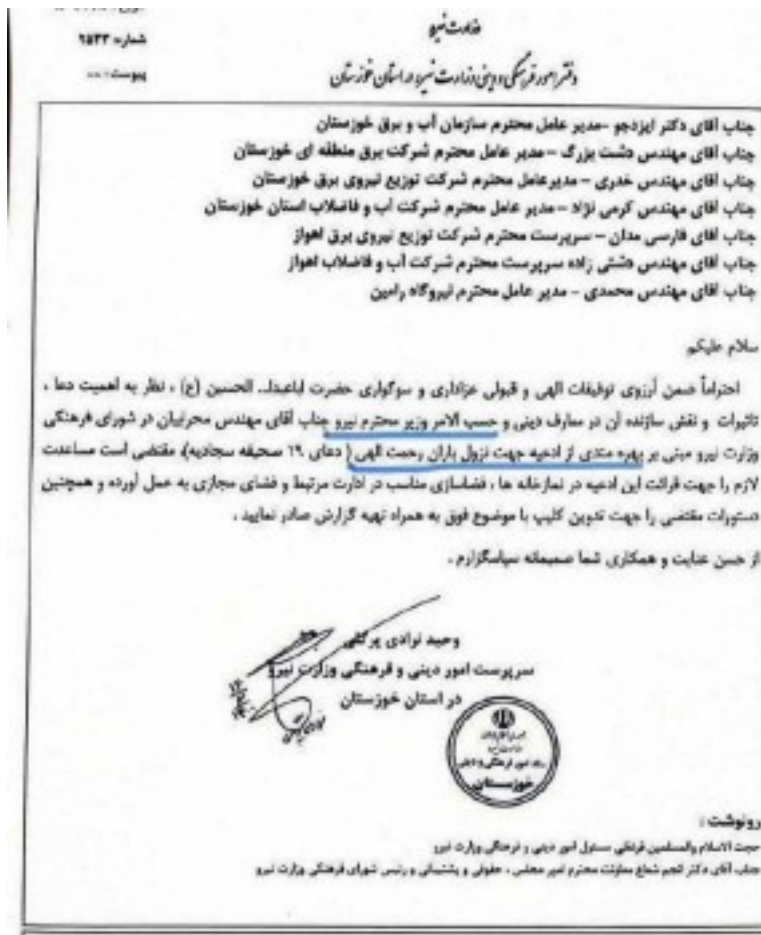 شماره: ۹۵۳۳
پیوست: ---
وزارت نیرو
دفتر امور فرهنگی و دینی وزارت نیرو در استان خوزستان
جناب آقای دکتر ایزدجو -مدیر عامل محترم سازمان آب و برق خوزستان
جناب آقای مهندس دشت بزرگ – مدیر عامل محترم شرکت برق منطقه ای خوزستان
جناب آقای مهندس خدری – مدیرعامل محترم شرکت توزیع نیروی برق خوزستان
جناب آقای مهندس کرمی نژاد – مدیر عامل محترم شرکت آب و فاضلاب استان خوزستان
جناب آقای فارسی مدان – سرپرست محترم شرکت توزیع نیروی برق اهواز
جناب آقای مهندس دشتی زاده سرپرست محترم شرکت آب و فاضلاب اهواز
جناب آقای مهندس محمدی – مدیر عامل محترم نیروگاه رامین
سلام علیکم
احتراماً ضمن آرزوی توفیقات الهی و قبولی عزاداری و سوگواری حضرت اباعبدا.. الحسین (ع) ، نظر به اهمیت دعا ،
تاثیرات و نقش سازنده آن در معارف دینی و حسب الامر وزیر محترم نیرو جناب آقای مهندس محرابیان در شورای فرهنگی
وزارت نیرو مبنی بر بهره مندی از ادعیه جهت نزول باران رحمت الهی ( دعای ۱۹ صحیفه سجادیه)، مقتضی است مساعدت
لازم را جهت قرائت این ادعیه در نمازخانه ها ، فضاسازی مناسب در ادارت مرتبط و فضای مجازی به عمل آورده و همچنین
دستورات مقتضی را جهت تدوین کلیپ با موضوع فوق به همراه تهیه گزارش صادر نمایید .
از حسن عنایت و همکاری شما صمیمانه سپاسگزارم .
وحید نرادی
سرپرست امور دینی و فرهنگی وزارت نیرو
در استان خوزستان
خوزستان
رونوشت :
حجت الاسلام والمسلمین مسئول امور دینی و فرهنگی وزارت نیرو
جناب آقای دکتر انجم شعاع معاونت محترم امور مجلس ، حقوقی و پشتیبانی و رئیس شورای فرهنگی وزارت نیرو